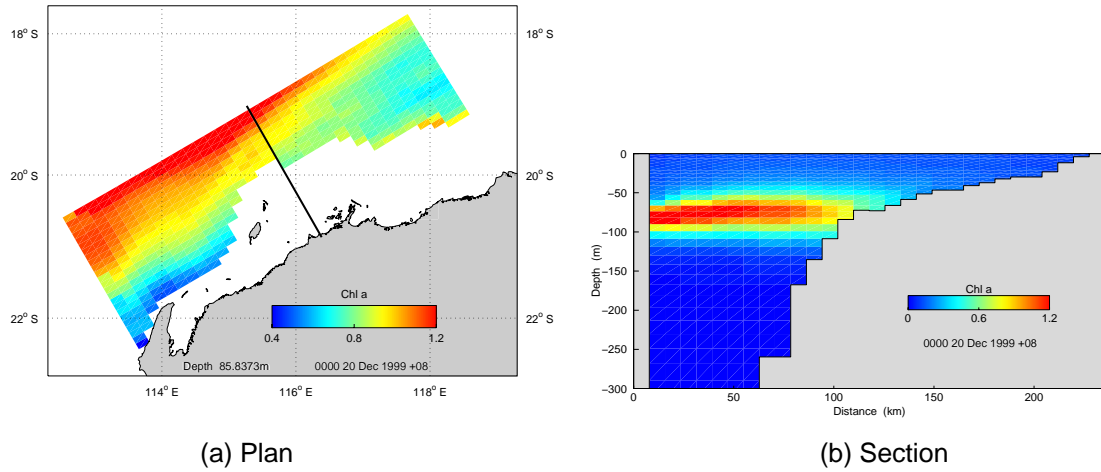 18° S
18° S
20° S
20° S
22° S
22° S
Chl a
0.4 0.8 1.2
Depth 85.8373m 0000 20 Dec 1999 +08
114° E 116° E 118° E
(a) Plan
0
−50
−100
−150
−200
−250
−300
Depth (m)
Chl a
0 0.6 1.2
0000 20 Dec 1999 +08
0 50 100 150 200
Distance (km)
(b) Section